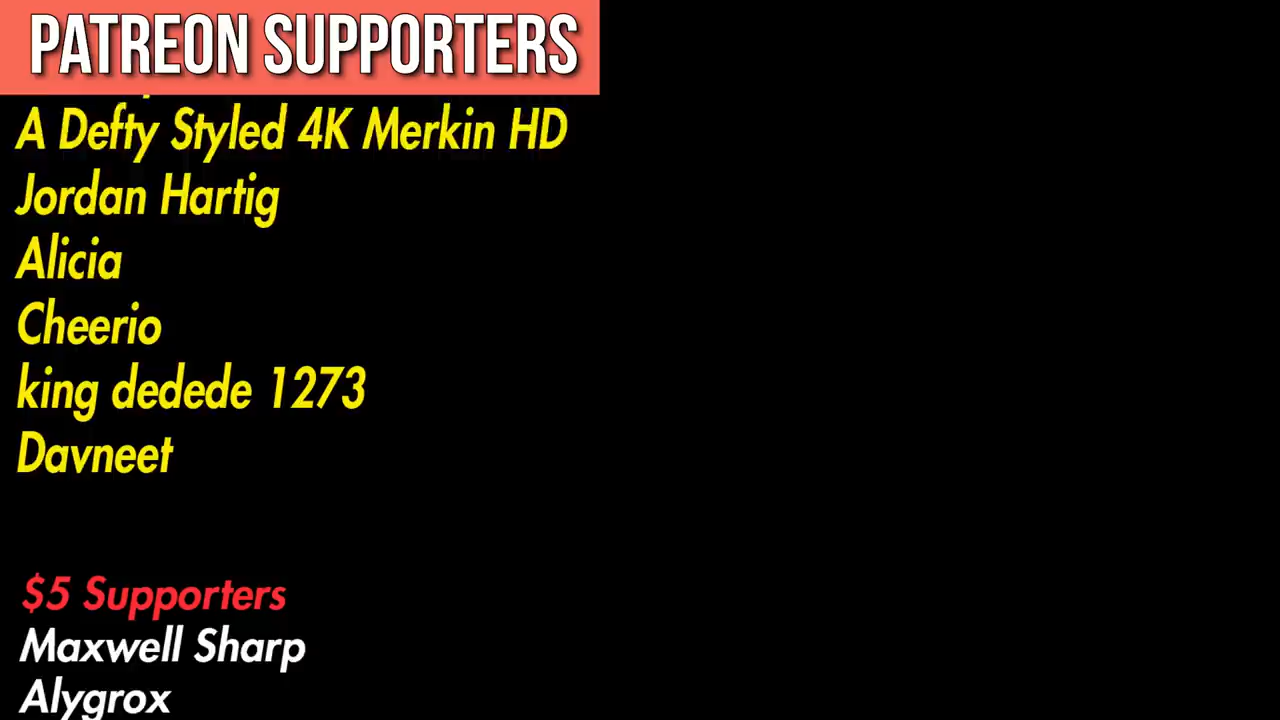 PATREON SUPPORTERS
A Defty Styled 4K Merkin HD
Jordan Hartig
Alicia
Cheerio
king dedede 1273
Davneet
$5 Supporters
Maxwell Sharp
Alygrox